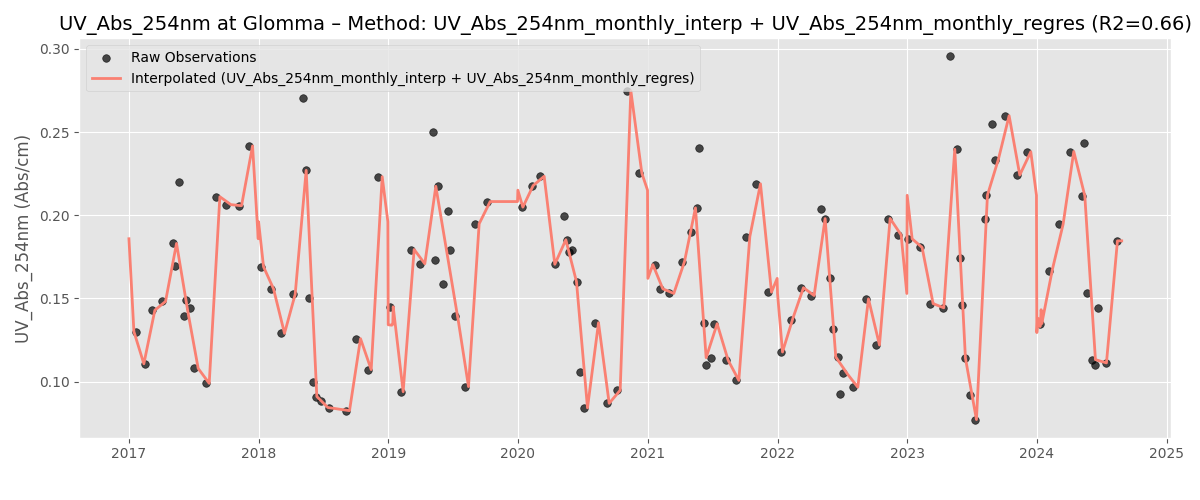 UV_Abs_254nm at Glomma – Method: UV_Abs_254nm_monthly_interp + UV_Abs_254nm_monthly_regres (R2=0.66)
Raw Observations
Interpolated (UV_Abs_254nm_monthly_interp + UV_Abs_254nm_monthly_regres)
UV_Abs_254nm (Abs/cm)
0.30
0.25
0.20
0.15
0.10
2017 2018 2019 2020 2021 2022 2023 2024 2025